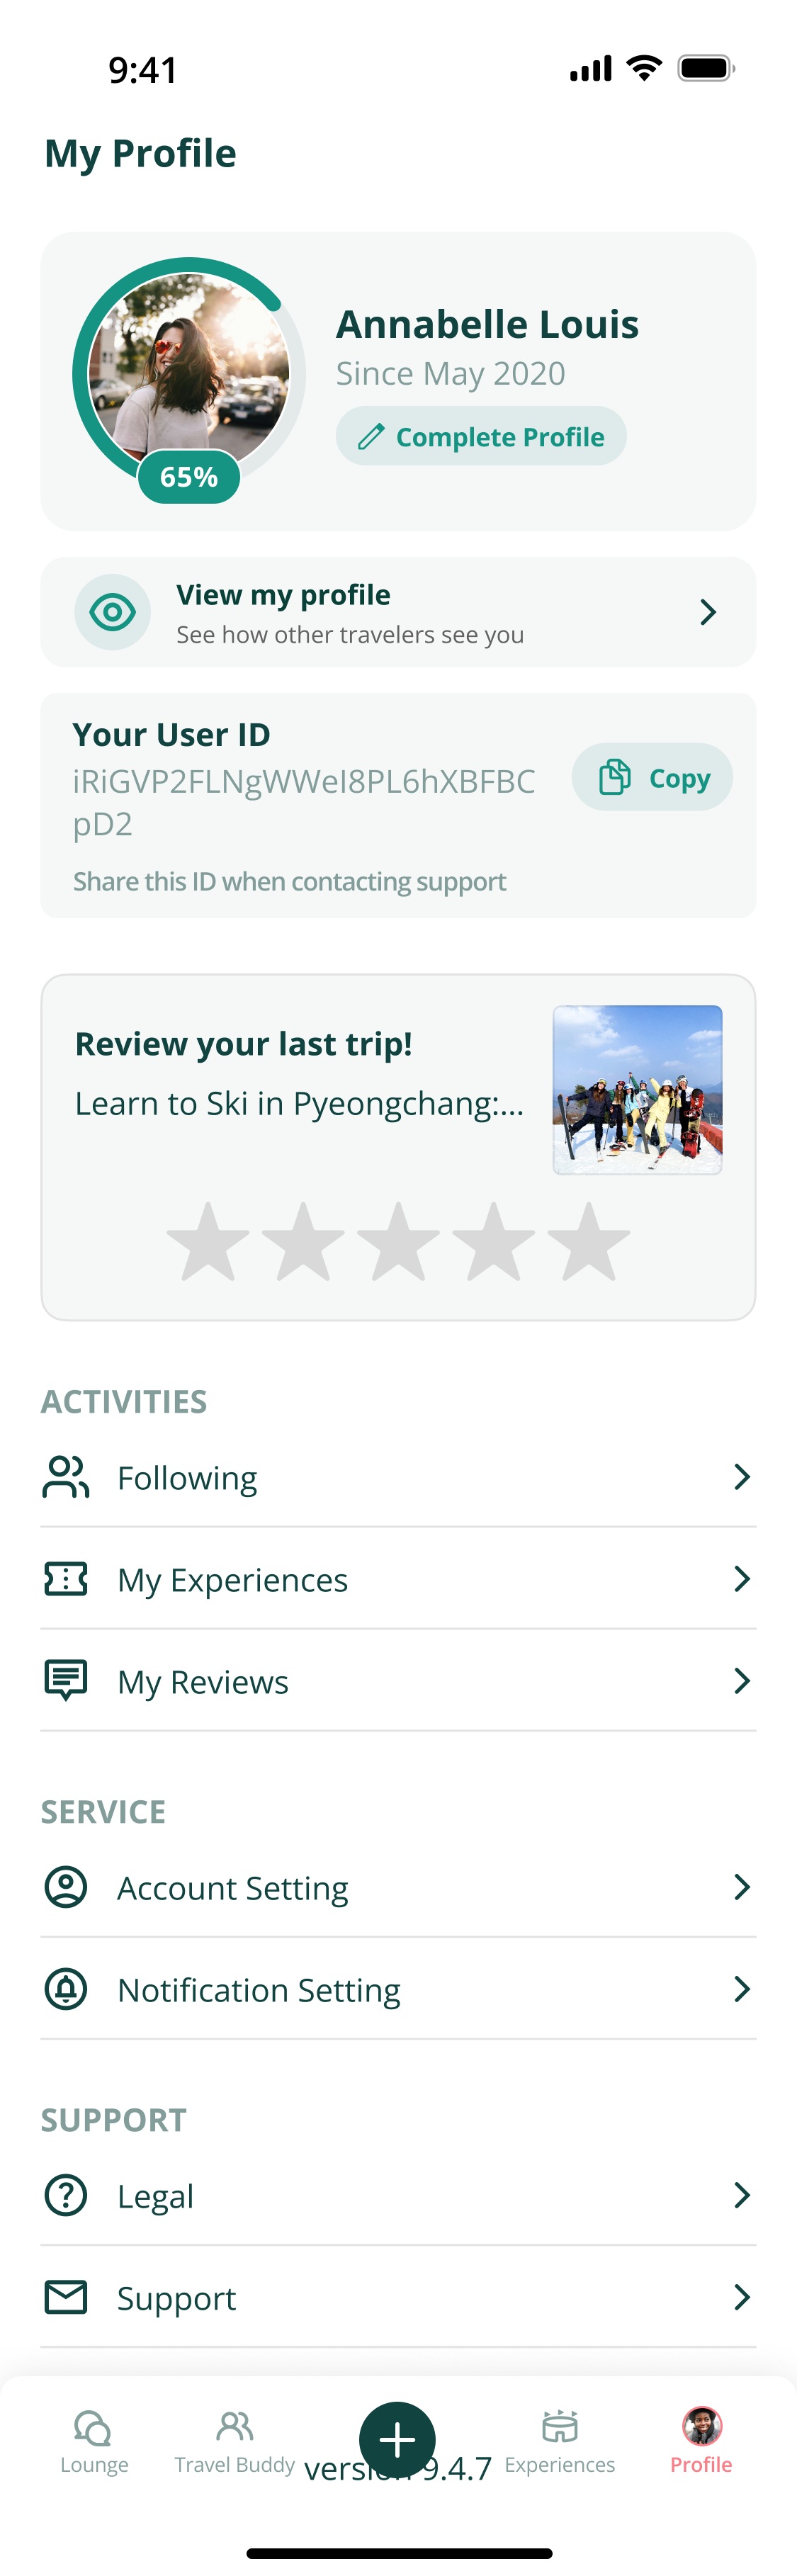 9:41
My Profile
Annabelle Louis
Since May 2020
Complete Profile
65%
View my profile
See how other travelers see you
Your User ID
iRiGVP2FLNgWWeI8PL6hXBFBC
pD2
Copy
Share this ID when contacting support
Review your last trip!
Learn to Ski in Pyeongchang:...
ACTIVITIES
Following
My Experiences
My Reviews
SERVICE
Account Setting
Notification Setting
SUPPORT
Legal
Support
Lounge
Travel Buddy
version 9.4.7
Experiences
Profile